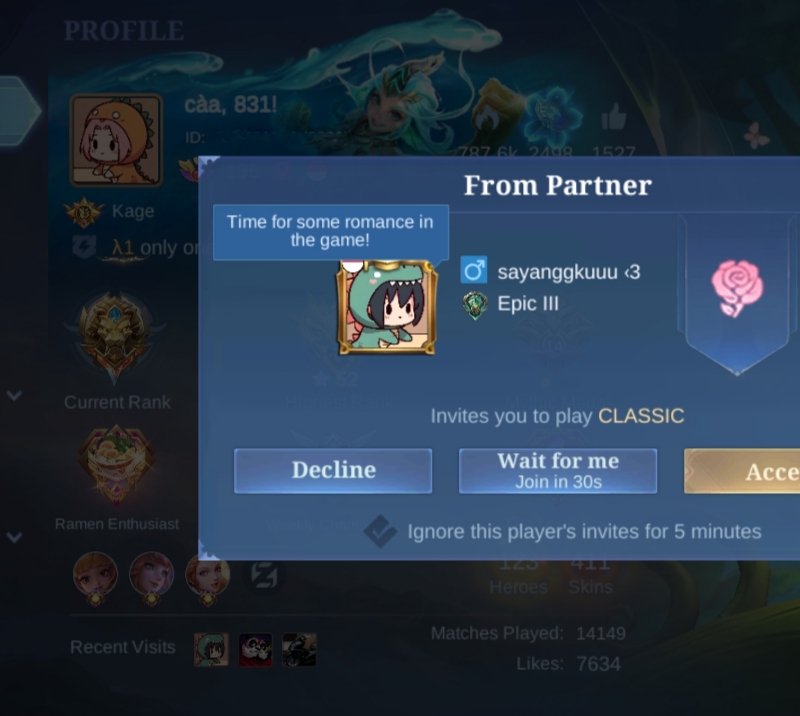 PROFILE
càa, 831!
ID:
787.6k 2498 1527
From Partner
Time for some romance in
the game!
Kage
sayanggkuuu ‹3
λ1 only
Epic III
Current Rank
Invites you to play CLASSIC
Decline
Wait for me
Join in 30s
Acce
Ramen Enthusiast
Ignore this player's invites for 5 minutes
123 411
Heroes Skins
Matches Played: 14149
Recent Visits
Likes: 7634